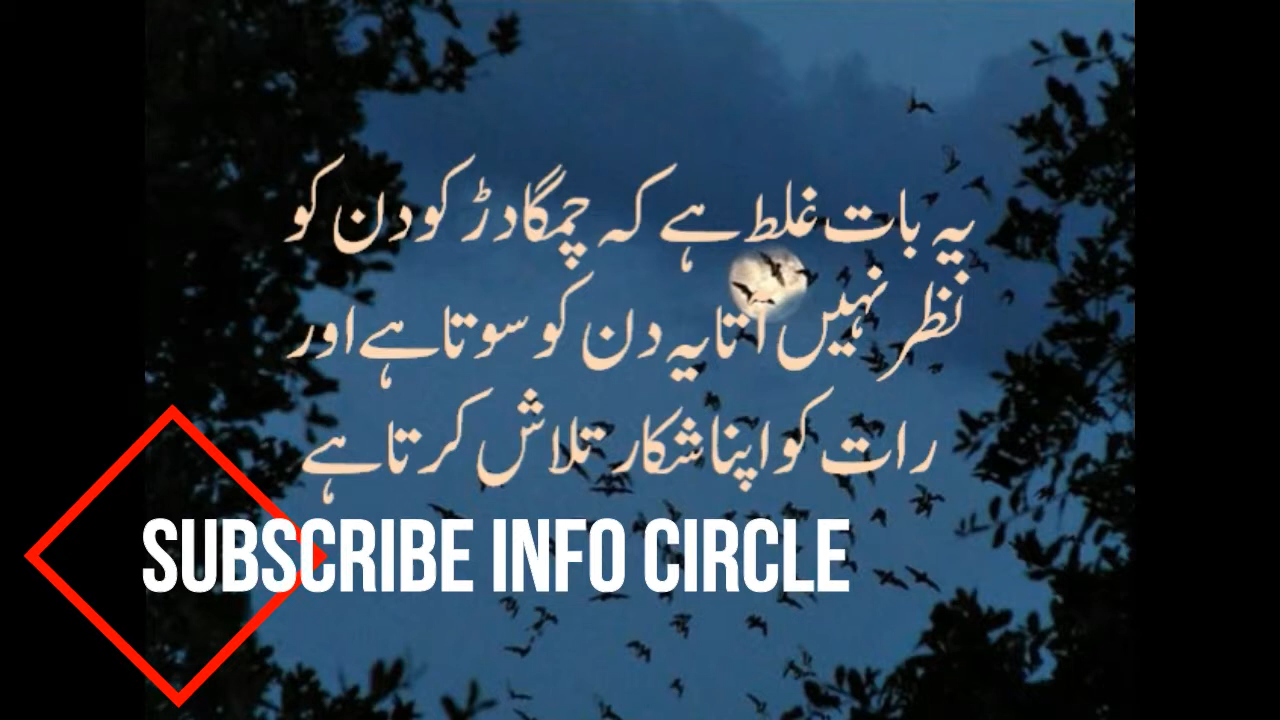 یہ بات غلط ہے کہ چمگادڑ کو دن کو
نظر نہیں آتا یہ دن کو سوتا ہے اور
رات کو اپنا شکار تلاش کرتا ہے
SUBSCRIBE INFO CIRCLE